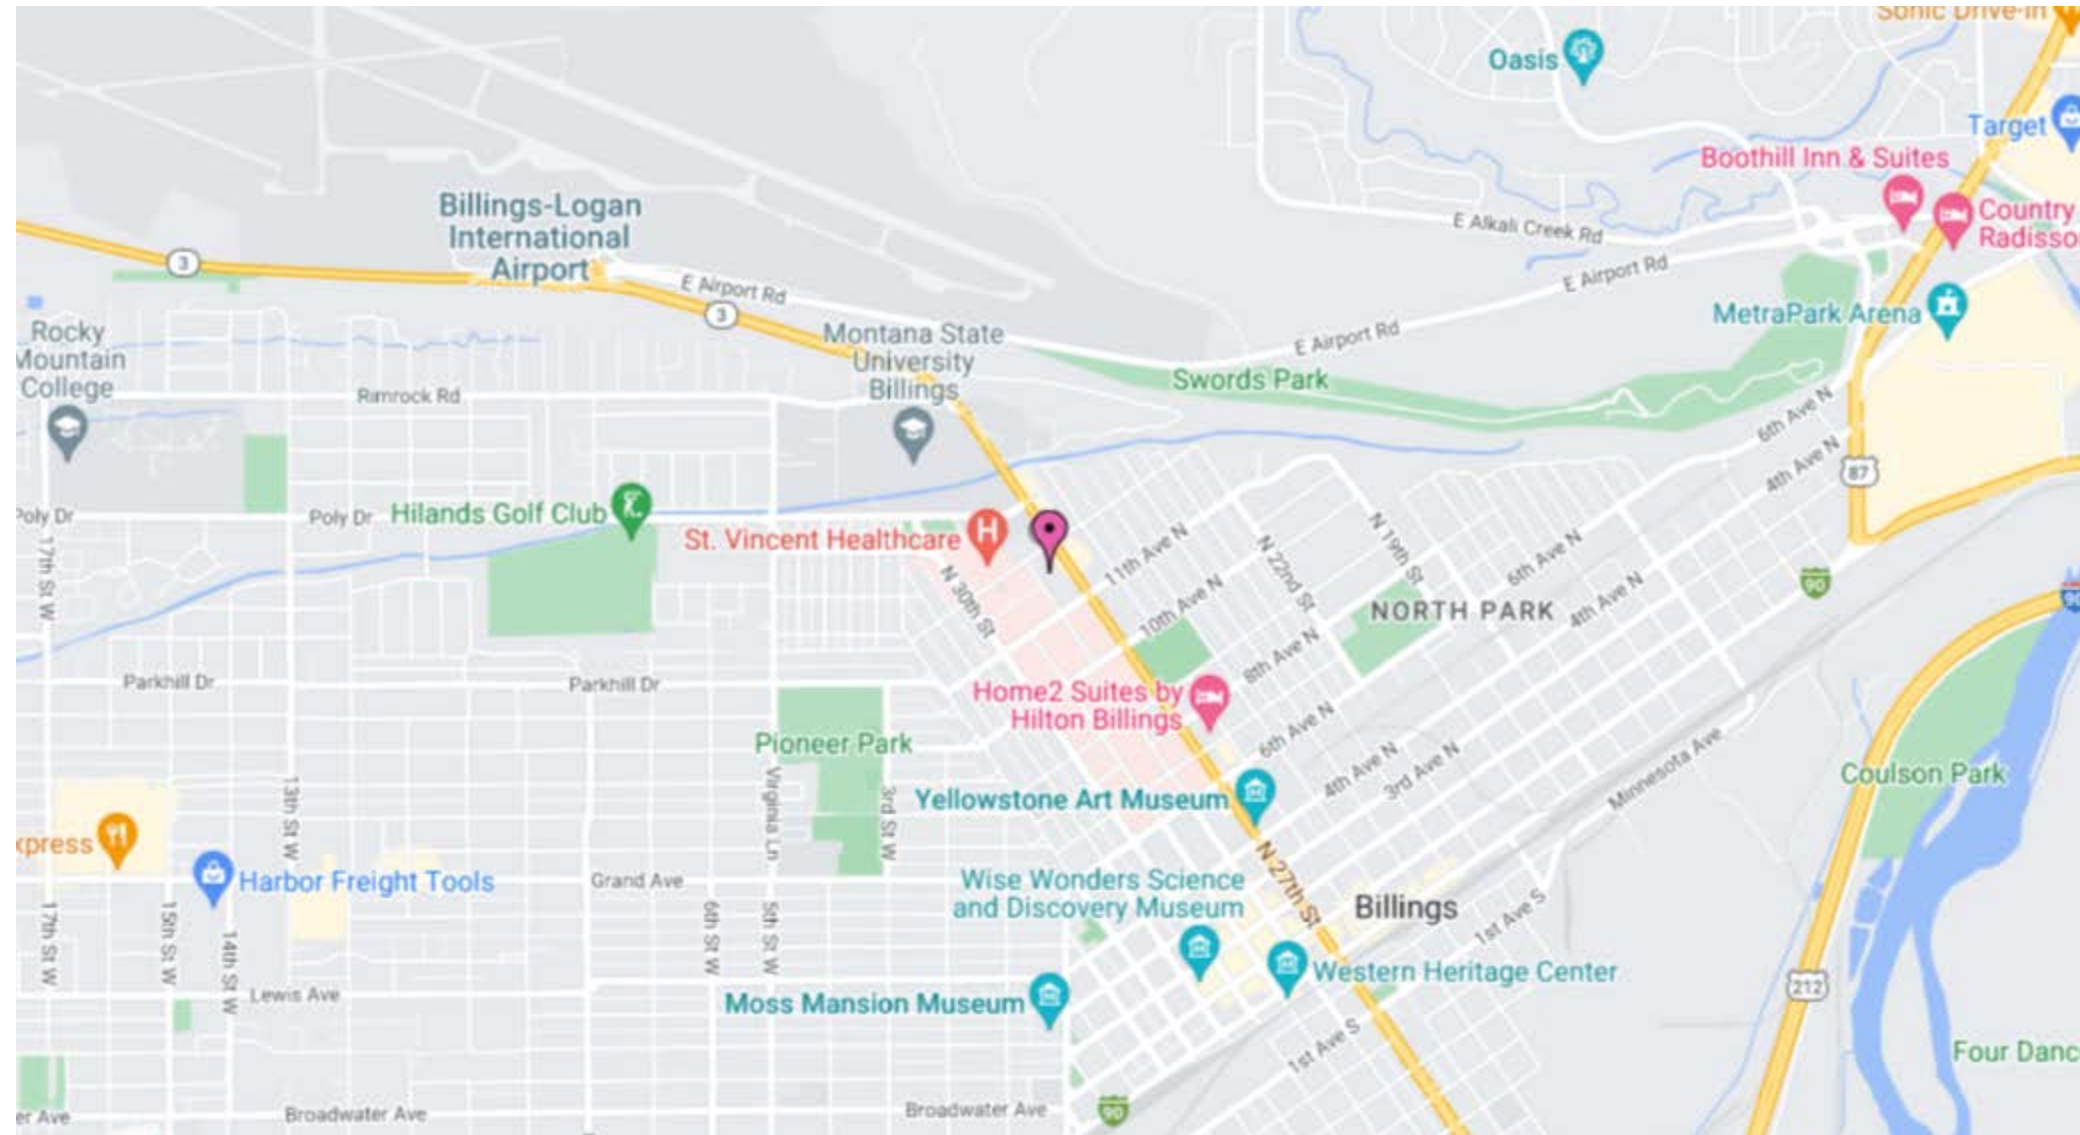 Sonic Drive-in
Oasis
Target
Boothill Inn & Suites
Billings-Logan
International
Airport
Country
E Alkali Creek Rd
3
E Airport Rd
E Airport Rd
3
MetraPark Arena
Rocky
Mountain
College
Montana State
University
Billings
E Airport Rd
Swords Park
Rimrock Rd
6th Ave N
4th Ave N
87
Poly Dr
Poly Dr
Hilands Golf Club
St. Vincent Healthcare
H
17th St W
N 30th St
11th Ave N
N 22nd St
N 19th St
6th Ave N
90
90
10th Ave N
NORTH PARK
4th Ave N
8th Ave N
Parkhill Dr
Parkhill Dr
Home2 Suites by
Hilton Billings
6th Ave N
Pioneer Park
4th Ave N
3rd Ave N
Minnesota Ave
Coulson Park
Yellowstone Art Museum
13th St W
Virginia Ln
3rd St W
xpress
Harbor Freight Tools
Grand Ave
Wise Wonders Science
and Discovery Museum
N 27th St
Billings
1st Ave S
17th St W
15th St W
14th St W
6th St W
5th St W
Western Heritage Center
212
Lewis Ave
Moss Mansion Museum
1st Ave S
Four Danc
er Ave
Broadwater Ave
Broadwater Ave
90